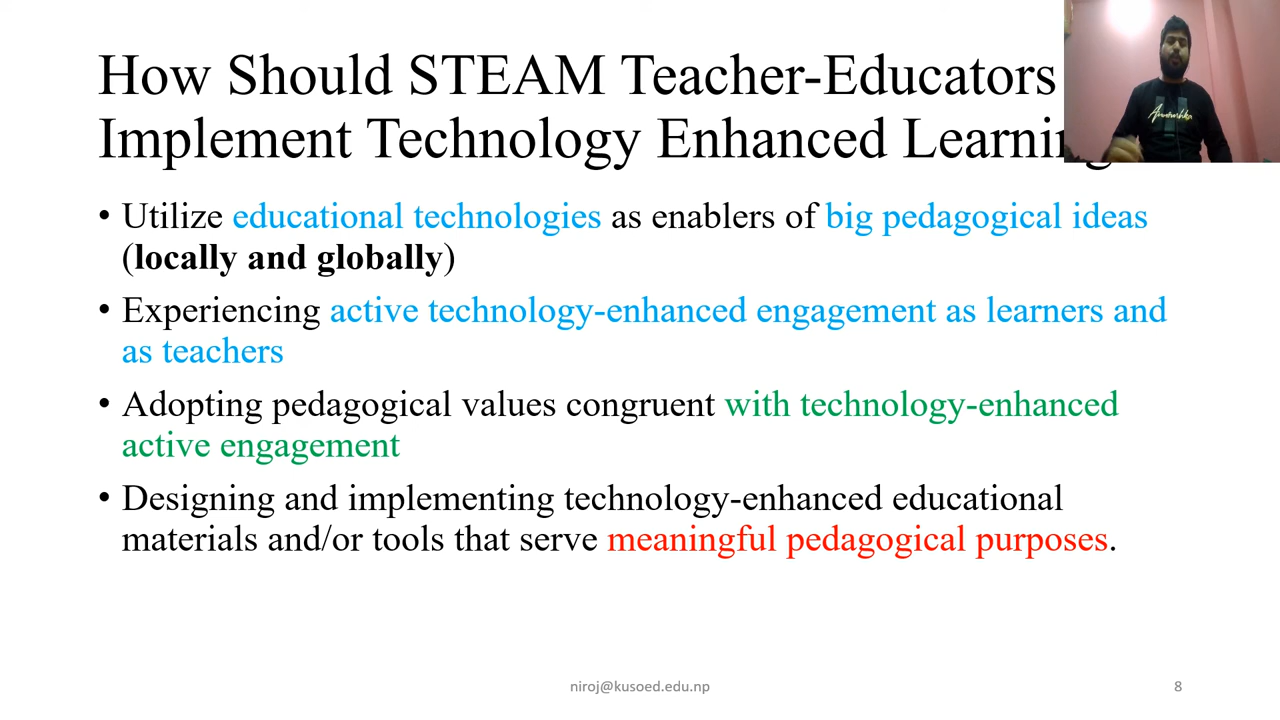 How Should STEAM Teacher-Educators
Implement Technology Enhanced Learning
• Utilize educational technologies as enablers of big pedagogical ideas
(locally and globally)
• Experiencing active technology-enhanced engagement as learners and
as teachers
• Adopting pedagogical values congruent with technology-enhanced
active engagement
• Designing and implementing technology-enhanced educational
materials and/or tools that serve meaningful pedagogical purposes.
niroj@kusoed.edu.np
8